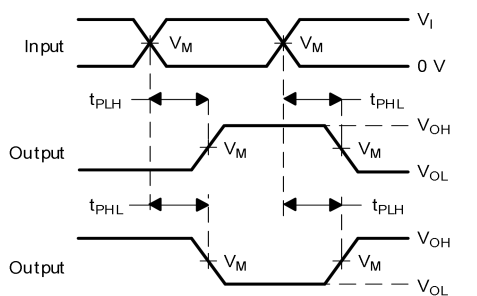 V_I
Input V_M V_M
0 V
t_PLH t_PHL
V_OH
Output V_M V_M
V_OL
t_PHL t_PLH
V_OH
Output V_M V_M
V_OL